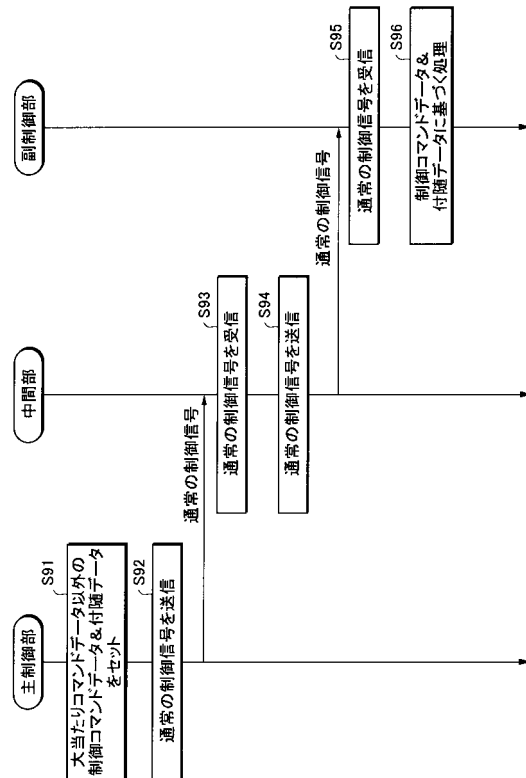 主制御部
S91
大当たりコマンドデータ以外の
制御コマンドデータ&付随データ
をセット
S92
通常の制御信号を送信
通常の制御信号
中間部
S93
通常の制御信号を受信
S94
通常の制御信号を送信
通常の制御信号
副制御部
S95
通常の制御信号を受信
S96
制御コマンドデータ&
付随データに基づく処理